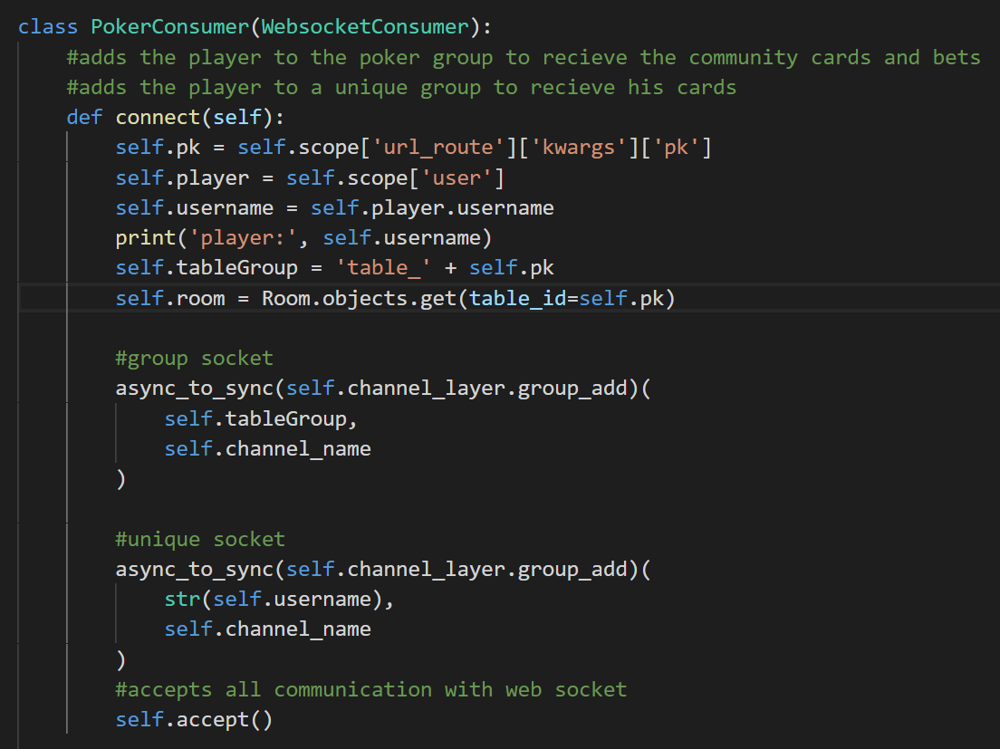 class PokerConsumer(WebsocketConsumer):
    #adds the player to the poker group to recieve the community cards and bets
    #adds the player to a unique group to recieve his cards
    def connect(self):
        self.pk = self.scope['url_route']['kwargs']['pk']
        self.player = self.scope['user']
        self.username = self.player.username
        print('player:', self.username)
        self.tableGroup = 'table_' + self.pk
        self.room = Room.objects.get(table_id=self.pk)

        #group socket
        async_to_sync(self.channel_layer.group_add)(
            self.tableGroup,
            self.channel_name
        )

        #unique socket
        async_to_sync(self.channel_layer.group_add)(
            str(self.username),
            self.channel_name
        )
        #accepts all communication with web socket
        self.accept()